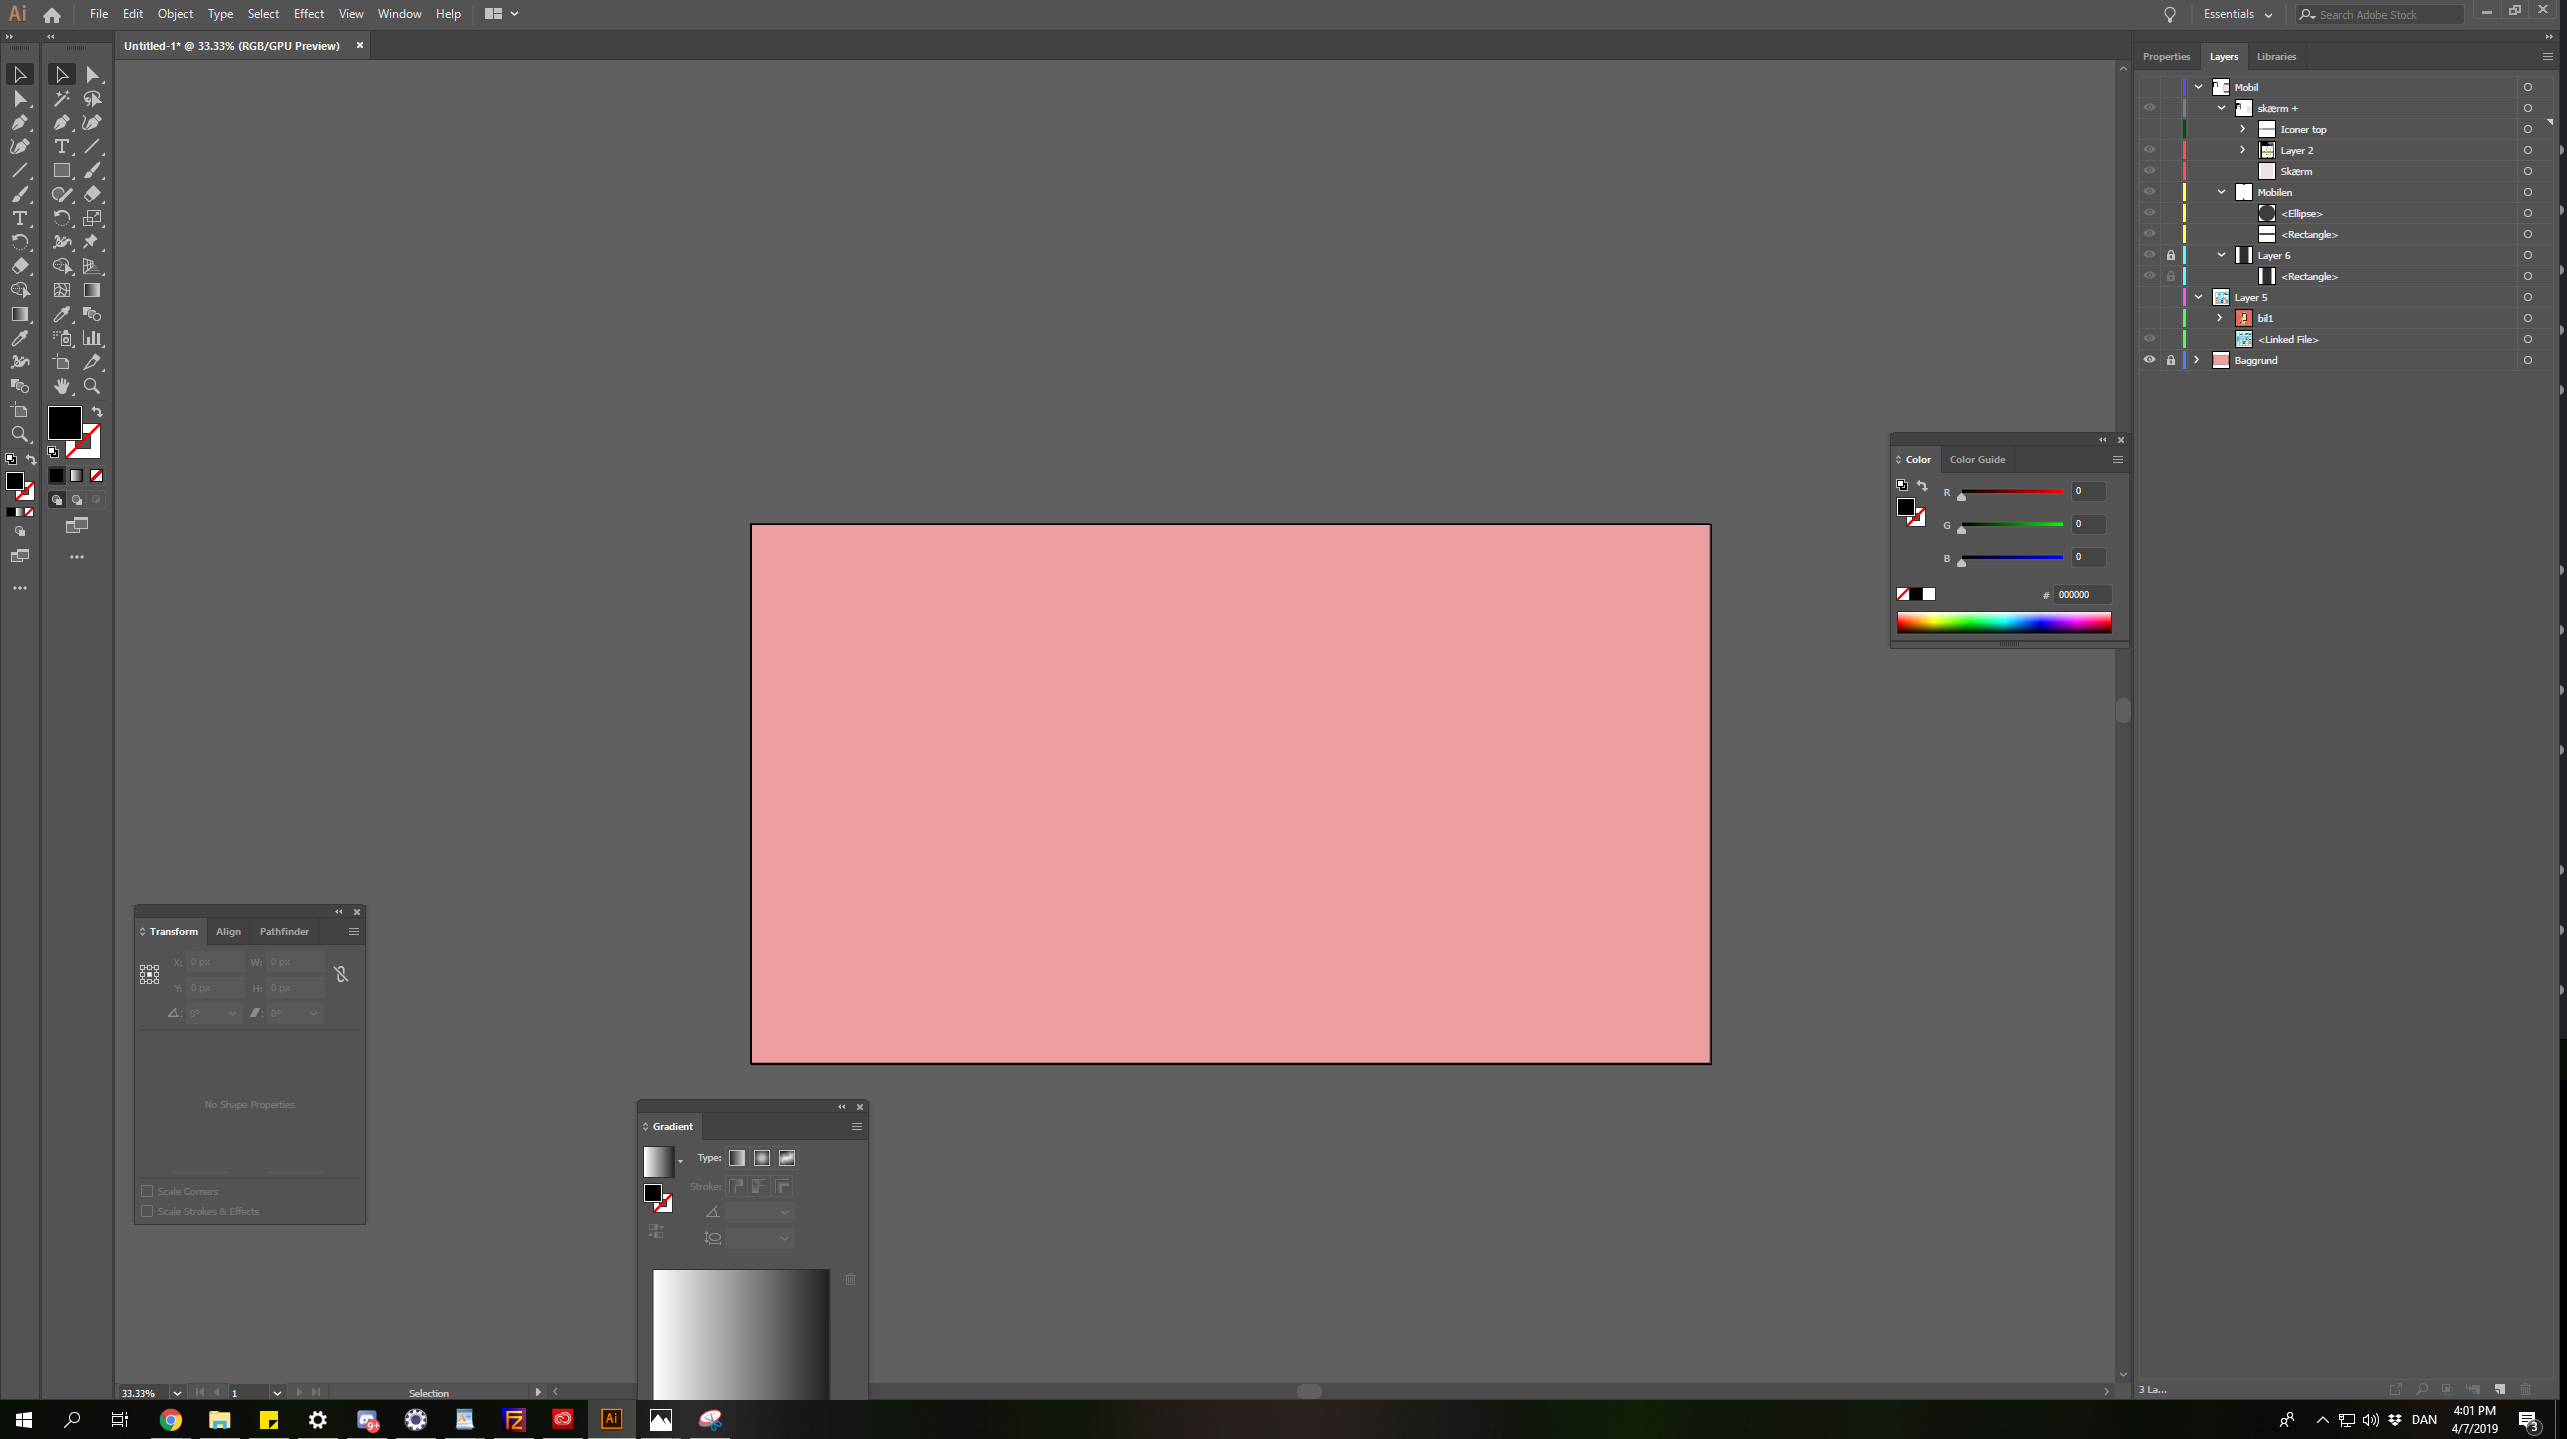 Ai File Edit Object Type Select Effect View Window Help Essentials Search Adobe Stock
Untitled-1* @ 33.33% (RGB/GPU Preview)
Properties Layers Libraries
Mobil
skærm +
Iconer top
Layer 2
Skærm
Mobilen
<Ellipse>
<Rectangle>
Layer 6
<Rectangle>
Layer 5
bil1
<Linked File>
Baggrund
Color Color Guide
R 0
G 0
B 0
# 000000
Transform Align Pathfinder
X: 0 px W: 0 px
Y: 0 px H: 0 px
0° 0°
No Shape Properties
Scale Corners
Scale Strokes & Effects
Gradient
Type:
Stroke:
33.33% 1 Selection
3 La...
9+ FZ Ai DAN 4:01 PM
4/7/2019 3